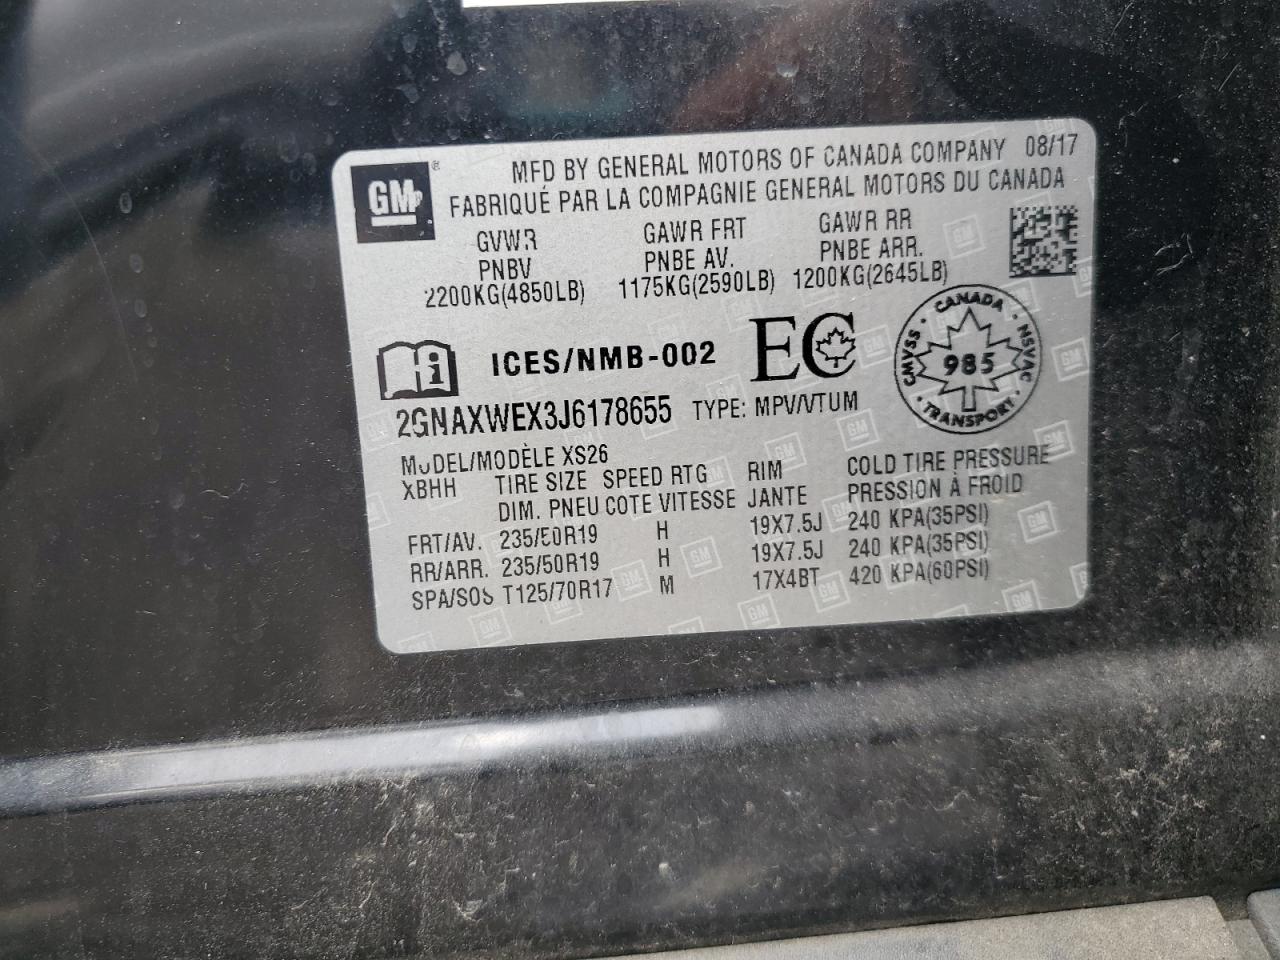 GM
MFD BY GENERAL MOTORS OF CANADA COMPANY 08/17
FABRIQUÉ PAR LA COMPAGNIE GENERAL MOTORS DU CANADA
GVWR GAWR FRT GAWR RR
PNBV PNBE AV. PNBE ARR.
2200KG(4850LB) 1175KG(2590LB) 1200KG(2645LB)
ICES/NMB-002 EC
CANADA
CMVSS 985 NSVAC
TRANSPORT
2GNAXWEX3J6178655 TYPE: MPV/VTUM
MODEL/MODÈLE XS26
XBHH TIRE SIZE SPEED RTG RIM COLD TIRE PRESSURE
DIM. PNEU COTE VITESSE JANTE PRESSION À FROID
FRT/AV. 235/50R19 H 19X7.5J 240 KPA(35PSI)
RR/ARR. 235/50R19 H 19X7.5J 240 KPA(35PSI)
SPA/SOS T125/70R17 M 17X4BT 420 KPA(60PSI)